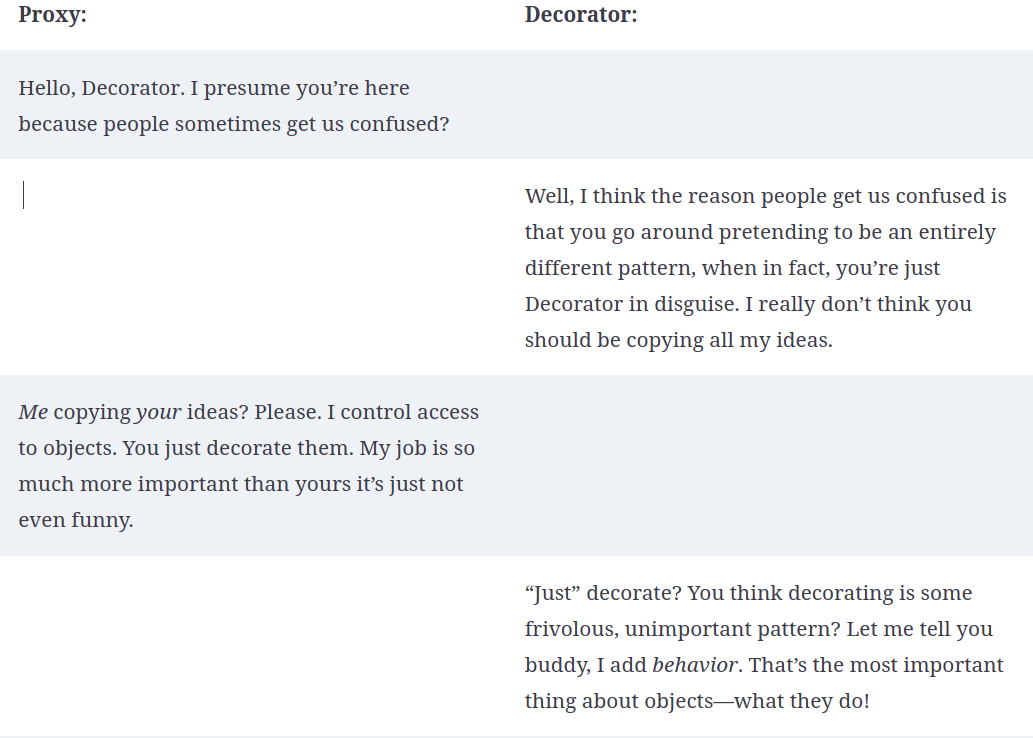 Proxy:
Decorator:
Hello, Decorator. I presume you’re here
because people sometimes get us confused?
Well, I think the reason people get us confused is
that you go around pretending to be an entirely
different pattern, when in fact, you’re just
Decorator in disguise. I really don’t think you
should be copying all my ideas.
Me copying your ideas? Please. I control access
to objects. You just decorate them. My job is so
much more important than yours it’s just not
even funny.
“Just” decorate? You think decorating is some
frivolous, unimportant pattern? Let me tell you
buddy, I add behavior. That’s the most important
thing about objects—what they do!